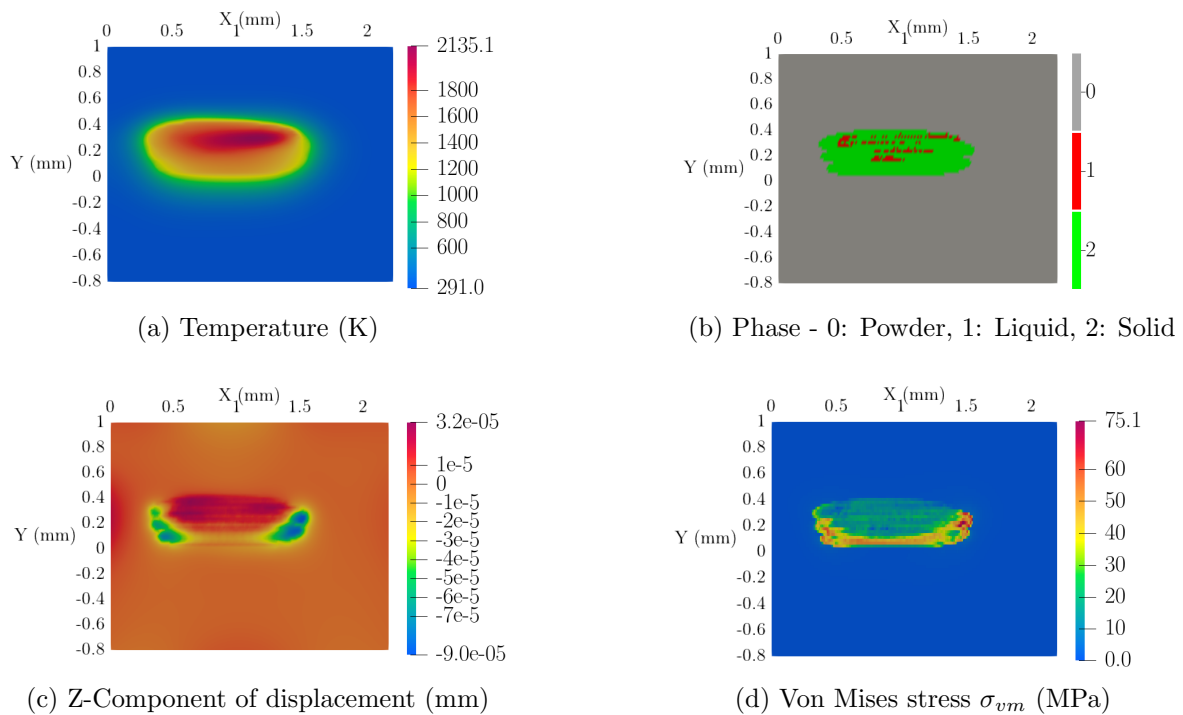 X (mm)
0 0.5 1 1.5 2
1
0.8
0.6
0.4
0.2
Y (mm)
0
-0.2
-0.4
-0.6
-0.8
2135.1
1800
1600
1400
1200
1000
800
600
291.0
(a) Temperature (K)
X (mm)
0 0.5 1 1.5 2
1
0.8
0.6
0.4
0.2
Y (mm)
0
-0.2
-0.4
-0.6
-0.8
0
1
2
(b) Phase - 0: Powder, 1: Liquid, 2: Solid
X (mm)
0 0.5 1 1.5 2
1
0.8
0.6
0.4
0.2
Y (mm)
0
-0.2
-0.4
-0.6
-0.8
3.2e-05
1e-5
0
-1e-5
-2e-5
-3e-5
-4e-5
-5e-5
-6e-5
-7e-5
-9.0e-05
(c) Z-Component of displacement (mm)
X (mm)
0 0.5 1 1.5 2
1
0.8
0.6
0.4
0.2
Y (mm)
0
-0.2
-0.4
-0.6
-0.8
75.1
60
50
40
30
20
10
0.0
(d) Von Mises stress σvm (MPa)